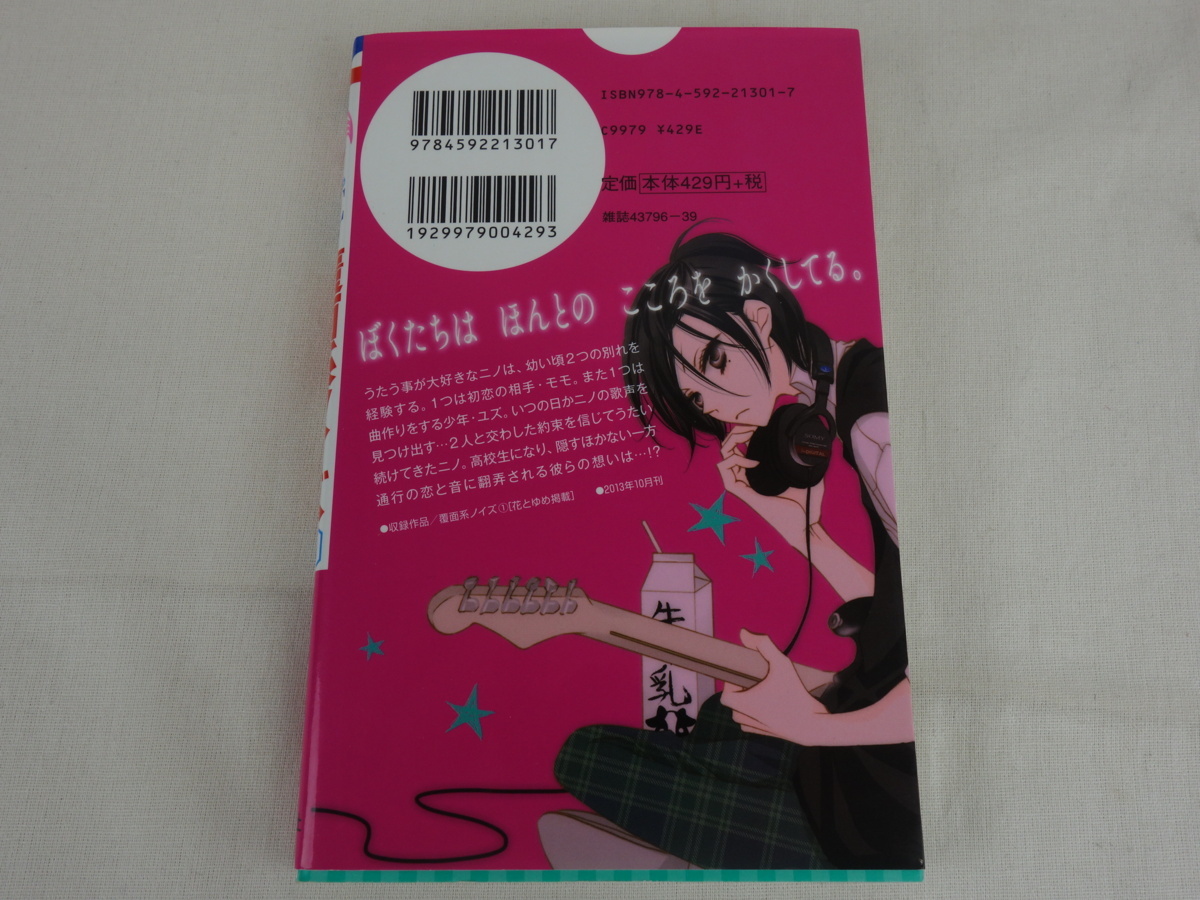 9784592213017
1929979004293
ISBN978-4-592-21301-7
C9979 ¥429E
定価 本体429円+税
雑誌43796-39
ぼくたちは ほんとの こころを かくしてる。
うたう事が大好きなニノは、幼い頃2つの別れを
経験する。1つは初恋の相手・モモ。また1つは
曲作りをする少年・ユズ。いつの日かニノの歌声を
見つけ出す…2人と交わした約束を信じてうたい
続けてきたニノ。高校生になり、隠すほかない一方
通行の恋と音に翻弄される彼らの想いは…!?
●収録作品/覆面系ノイズ①[花とゆめ掲載] ●2013年10月刊
牛
乳